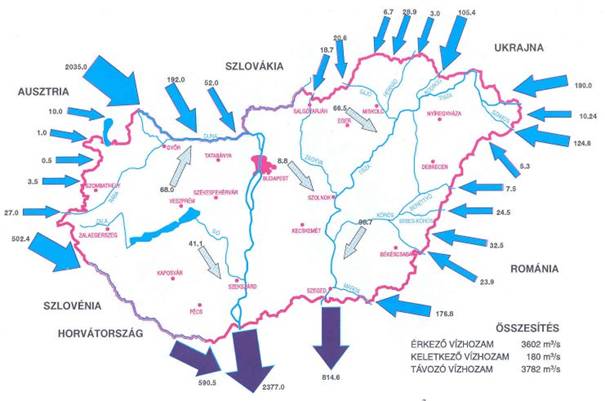 6.7
28.9
3.0
105.4
20.6
18.7
UKRAJNA
SZLOVÁKIA
2035.0
192.0
52.0
AUSZTRIA
190.0
10.0
SAJÓ
HERNÁD
BODROG
TISZA
SZAMOS
SALGÓTARJÁN
66.5
MISKOLC
EGER
NYÍREGYHÁZA
10.24
1.0
DUNA
GYŐR
124.6
TATABÁNYA
ZAGYVA
8.8
TISZA
DEBRECEN
0.5
BUDAPEST
5.3
3.5
SZOMBATHELY
RÁBA
68.0
SZÉKESFEHÉRVÁR
VESZPRÉM
SZOLNOK
BERETTYÓ
7.5
27.0
KÖRÖS
SEBES-KÖRÖS
24.5
ZALA
ZALAEGERSZEG
SIÓ
KECSKEMÉT
502.4
41.1
32.5
BÉKÉSCSABA
KAPOSVÁR
SZEKSZÁRD
SZEGED
MAROS
23.9
ROMÁNIA
SZLOVÉNIA
PÉCS
176.8
HORVÁTORSZÁG
ÖSSZESÍTÉS
ÉRKEZŐ VÍZHOZAM 3602 m³/s
KELETKEZŐ VÍZHOZAM 180 m³/s
TÁVOZÓ VÍZHOZAM 3782 m³/s
590.5
2377.0
814.6